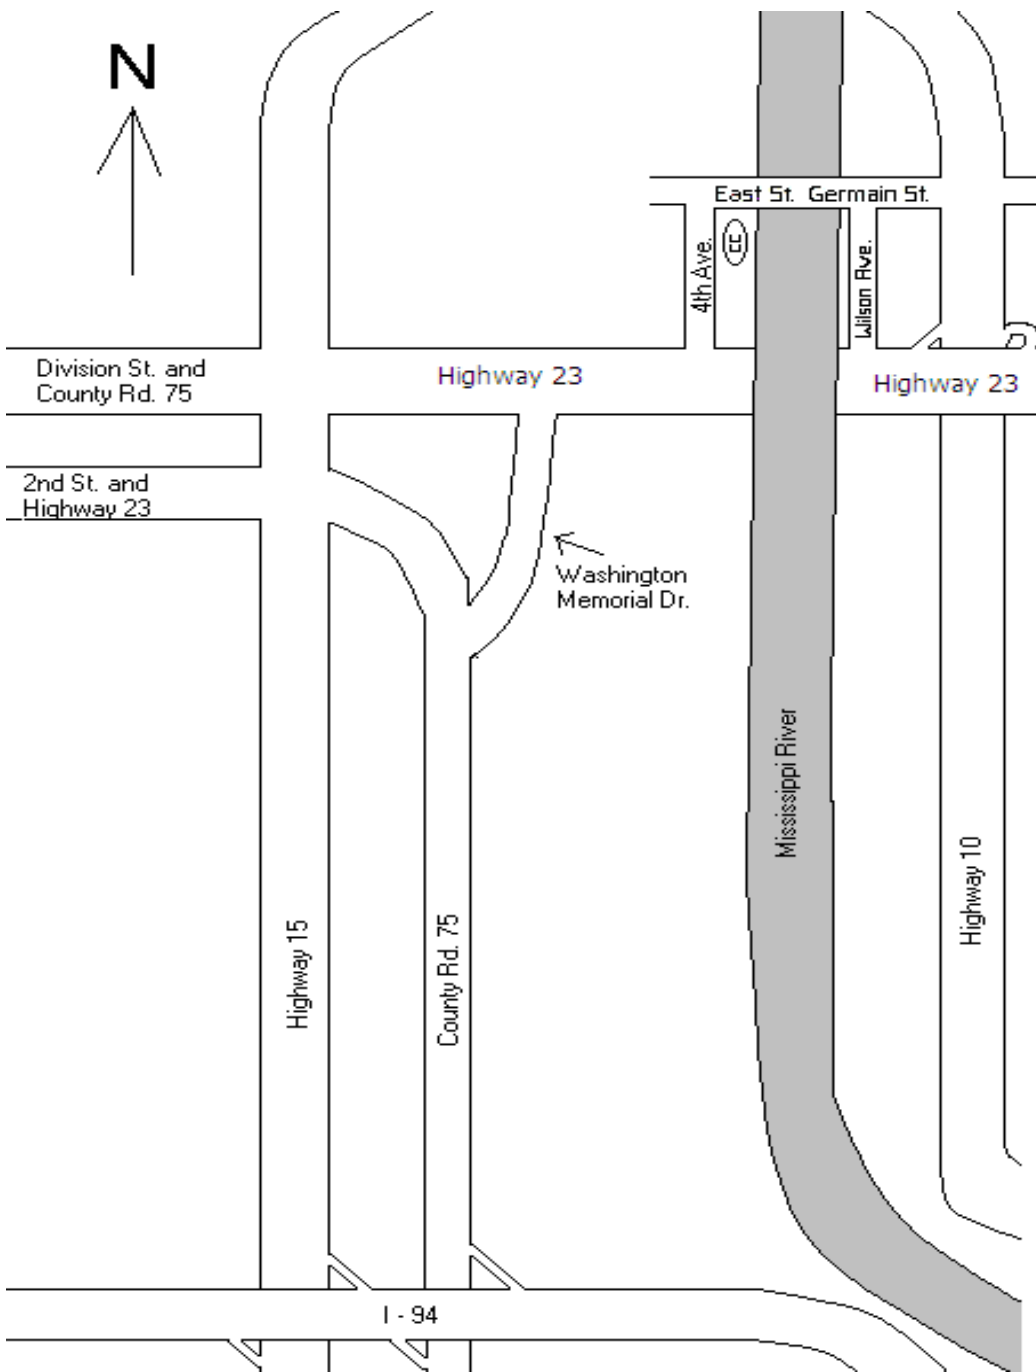 N
East St. Germain St.
CC
4th Ave.
Wilson Ave.
Division St. and
County Rd. 75
Highway 23
Highway 23
2nd St. and
Highway 23
Washington
Memorial Dr.
Mississippi River
Highway 10
Highway 15
County Rd. 75
I - 94